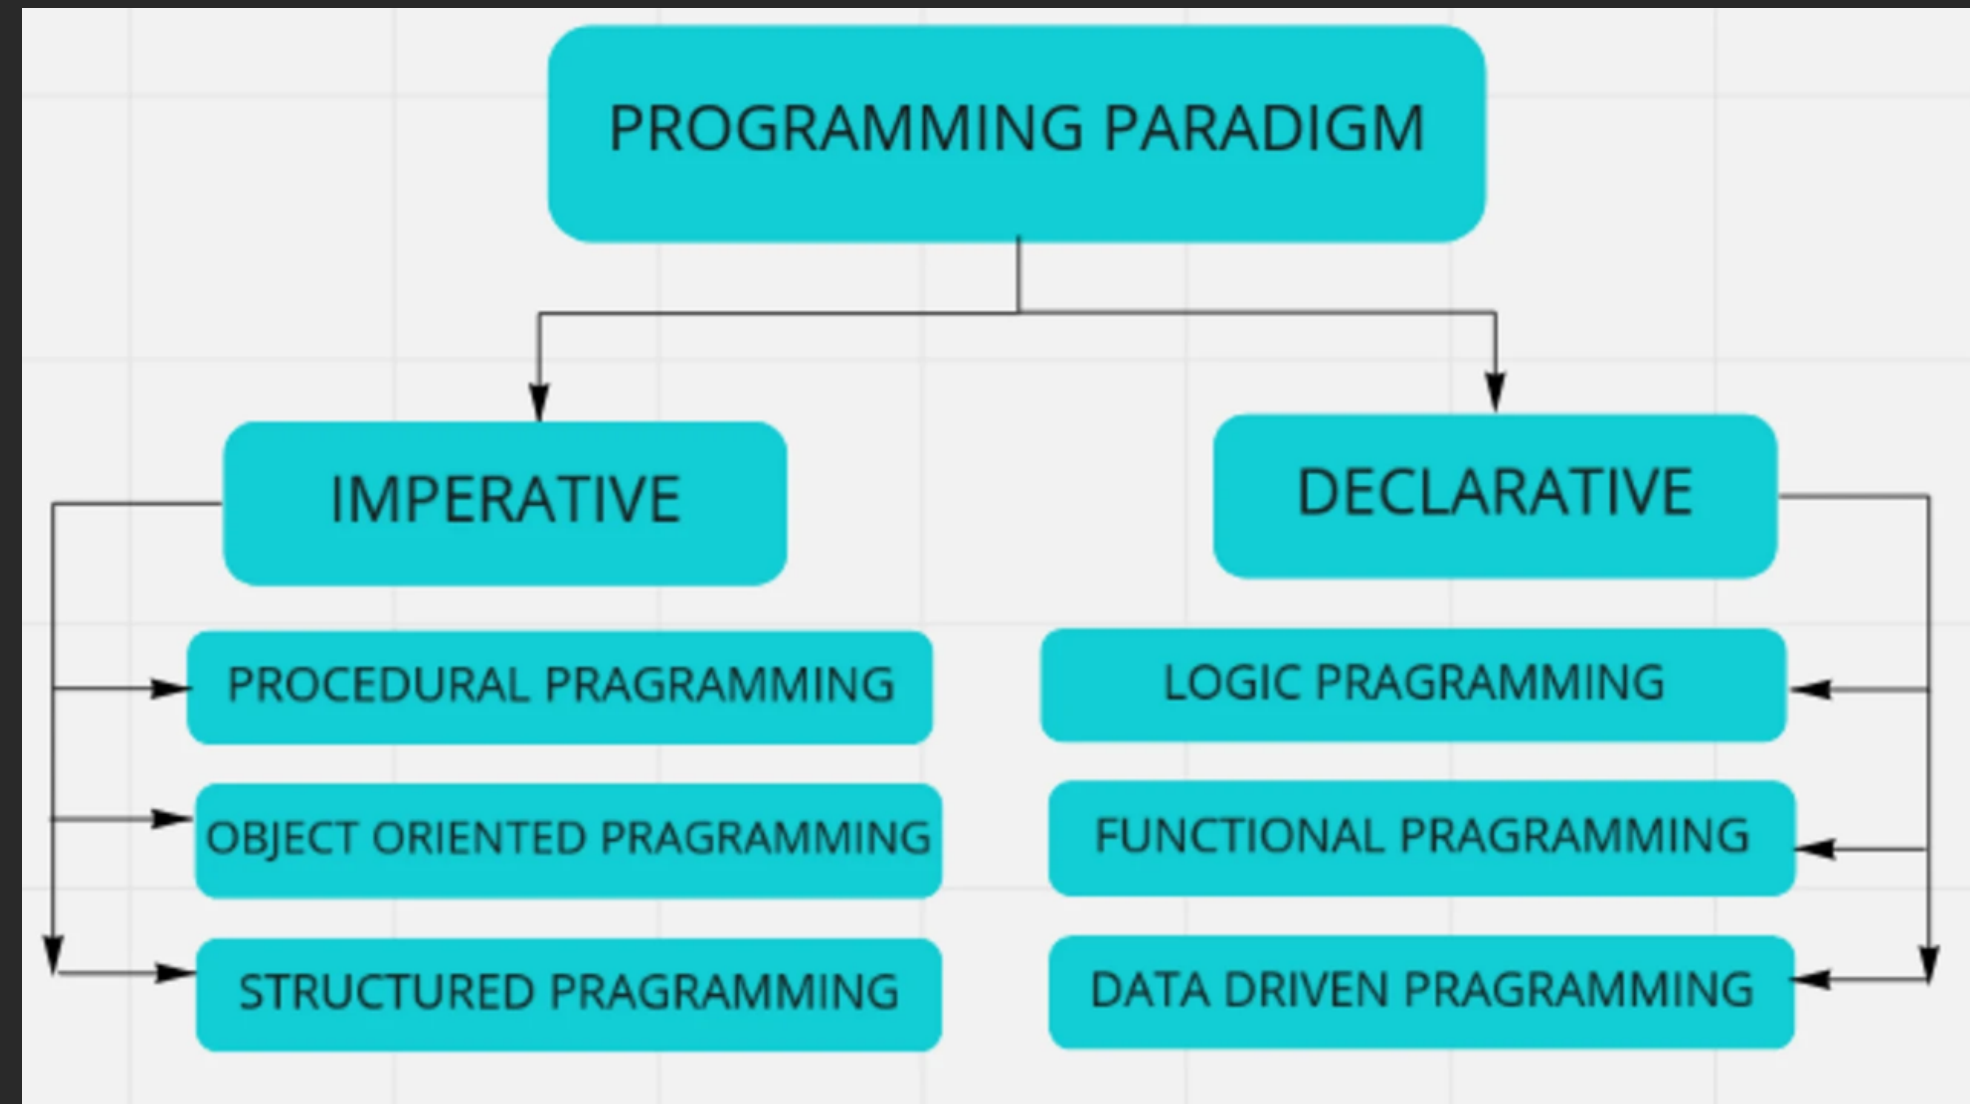 PROGRAMMING PARADIGM
IMPERATIVE
DECLARATIVE
PROCEDURAL PRAGRAMMING
LOGIC PRAGRAMMING
OBJECT ORIENTED PRAGRAMMING
FUNCTIONAL PRAGRAMMING
STRUCTURED PRAGRAMMING
DATA DRIVEN PRAGRAMMING